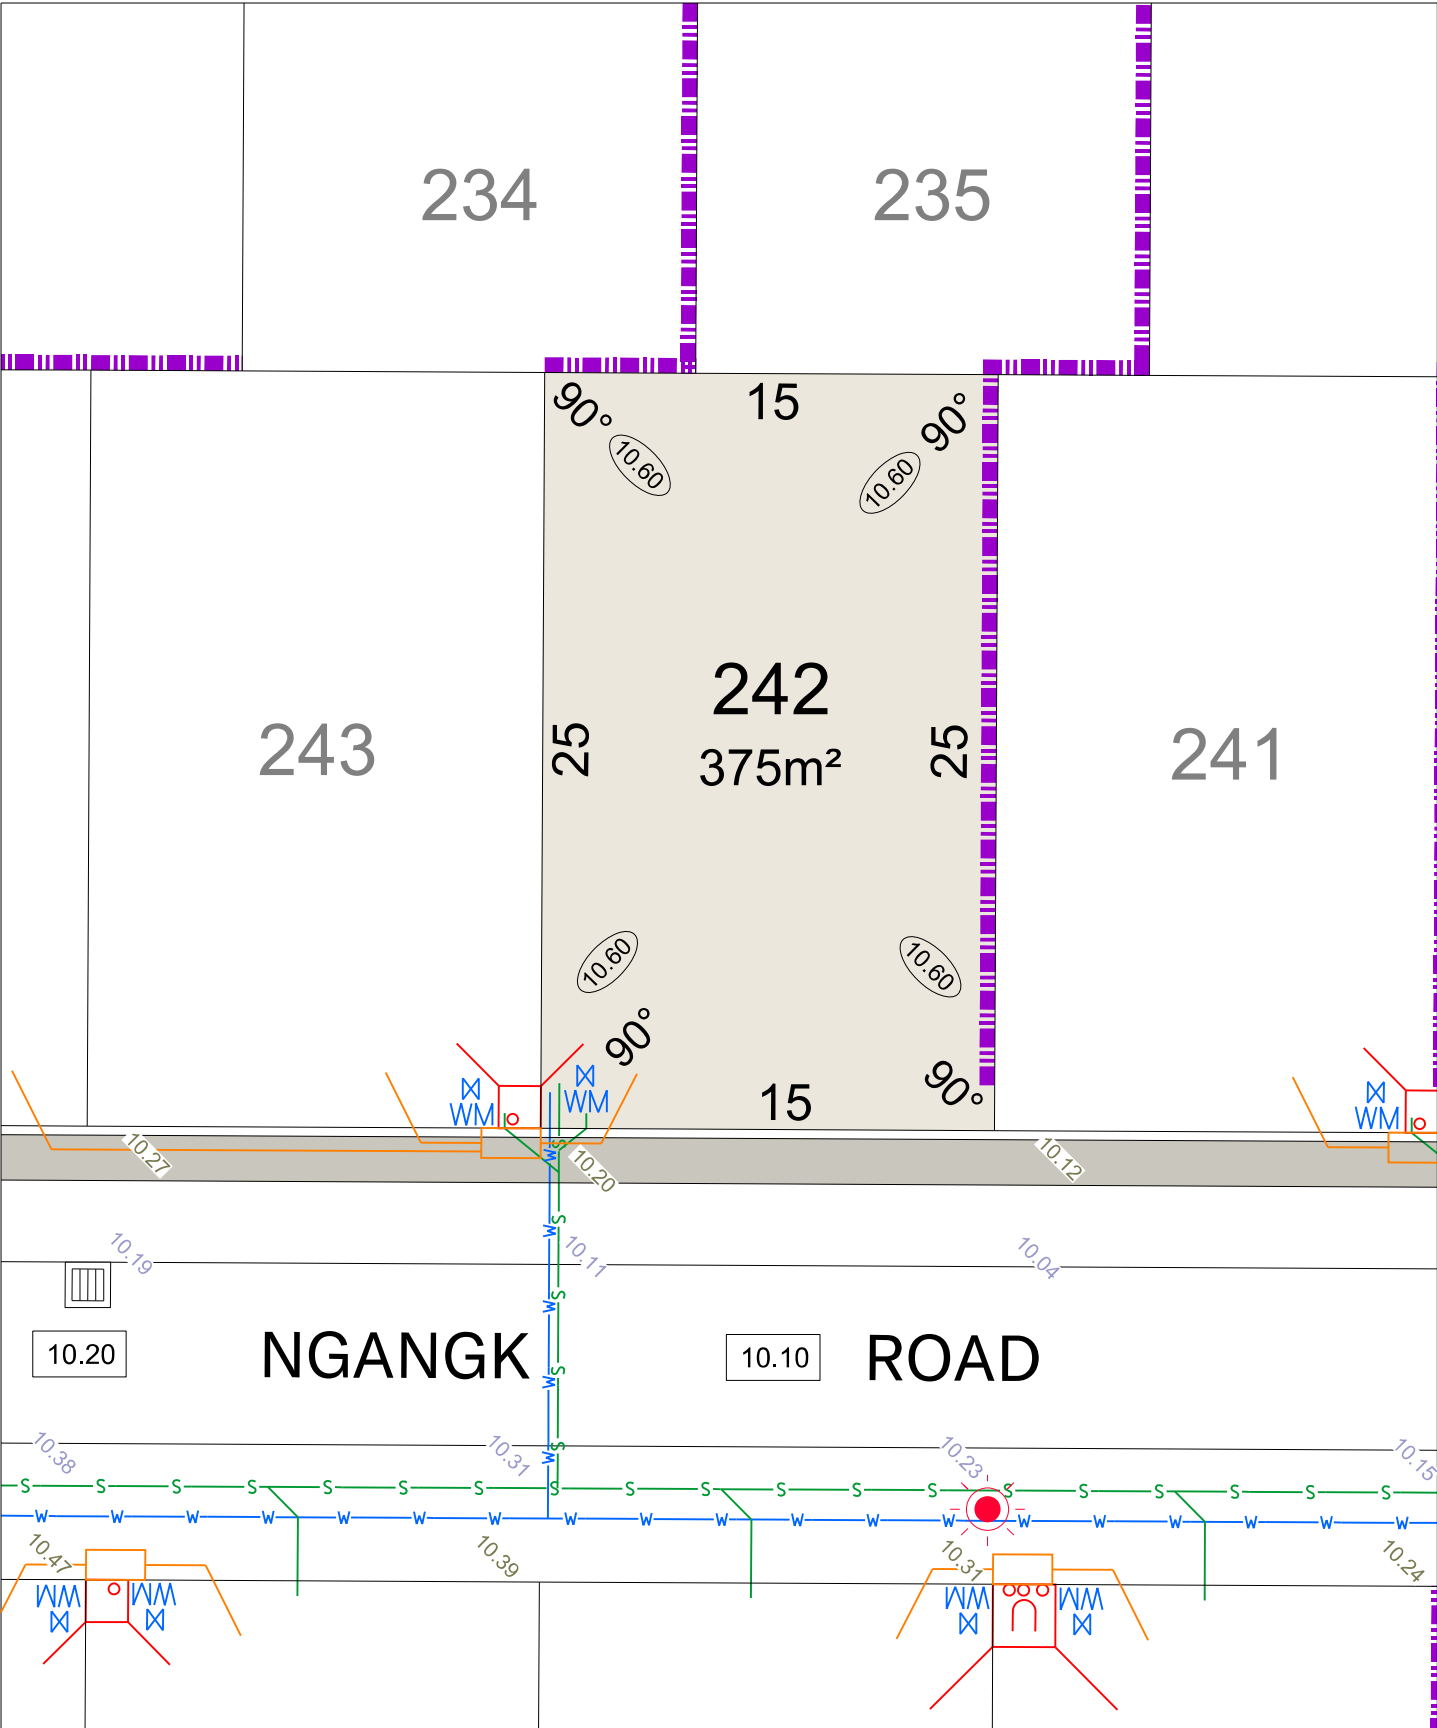 234
235
90°
15
90°
10.60
10.60
242
375m²
243
25
25
241
10.60
10.60
90°
90°
15
WM
WM
WM
10.27
10.20
10.12
S
W
S
W
10.19
10.11
10.04
S
W
10.20
NGANGK
10.10
ROAD
S
W
S
W
10.38
10.31
10.23
10.15
S S S S S S S S S S S S S S S S S S S
W W W W W W W W W W W W W W W W W W
10.47
10.39
10.31
10.24
WM
WM
WM
WM